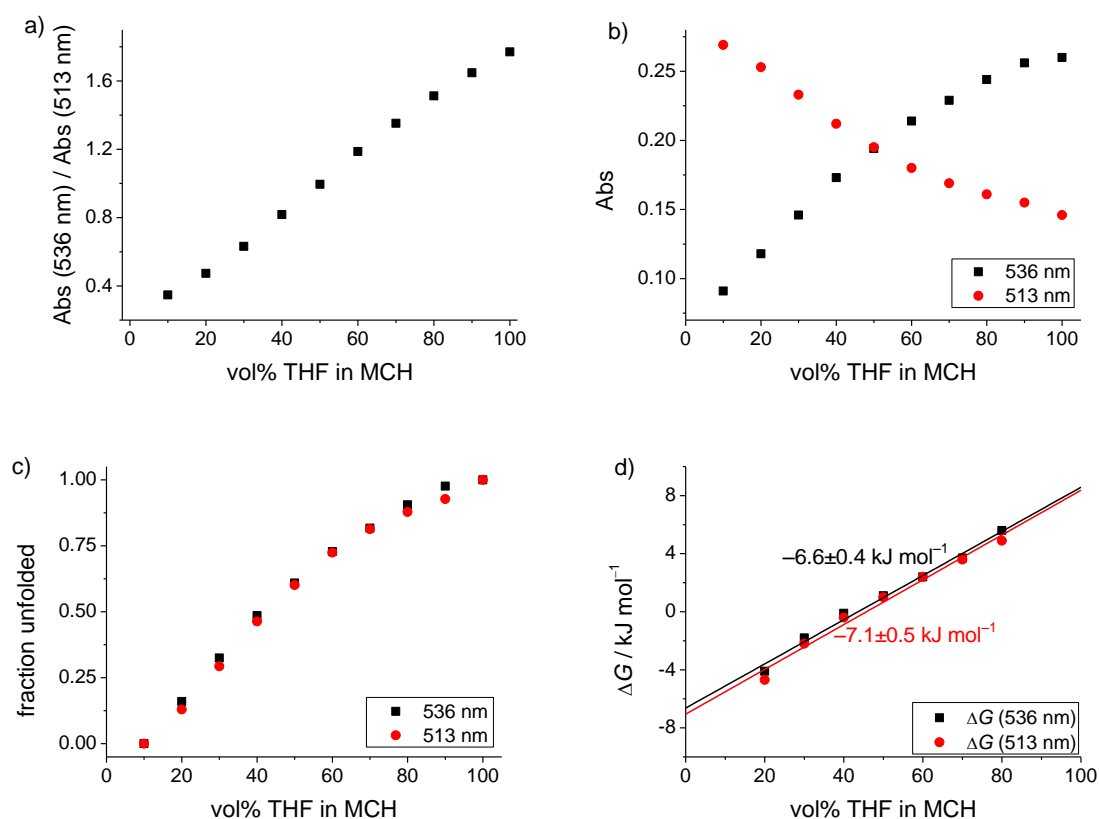 a)
Abs (536 nm) / Abs (513 nm)
1.6
1.2
0.8
0.4
0 20 40 60 80 100
vol% THF in MCH
b)
Abs
0.25
0.20
0.15
0.10
536 nm
513 nm
0 20 40 60 80 100
vol% THF in MCH
c)
fraction unfolded
1.00
0.75
0.50
0.25
0.00
536 nm
513 nm
0 20 40 60 80 100
vol% THF in MCH
d)
ΔG / kJ mol⁻¹
8
4
0
-4
-8
–6.6±0.4 kJ mol⁻¹
–7.1±0.5 kJ mol⁻¹
ΔG (536 nm)
ΔG (513 nm)
0 20 40 60 80 100
vol% THF in MCH